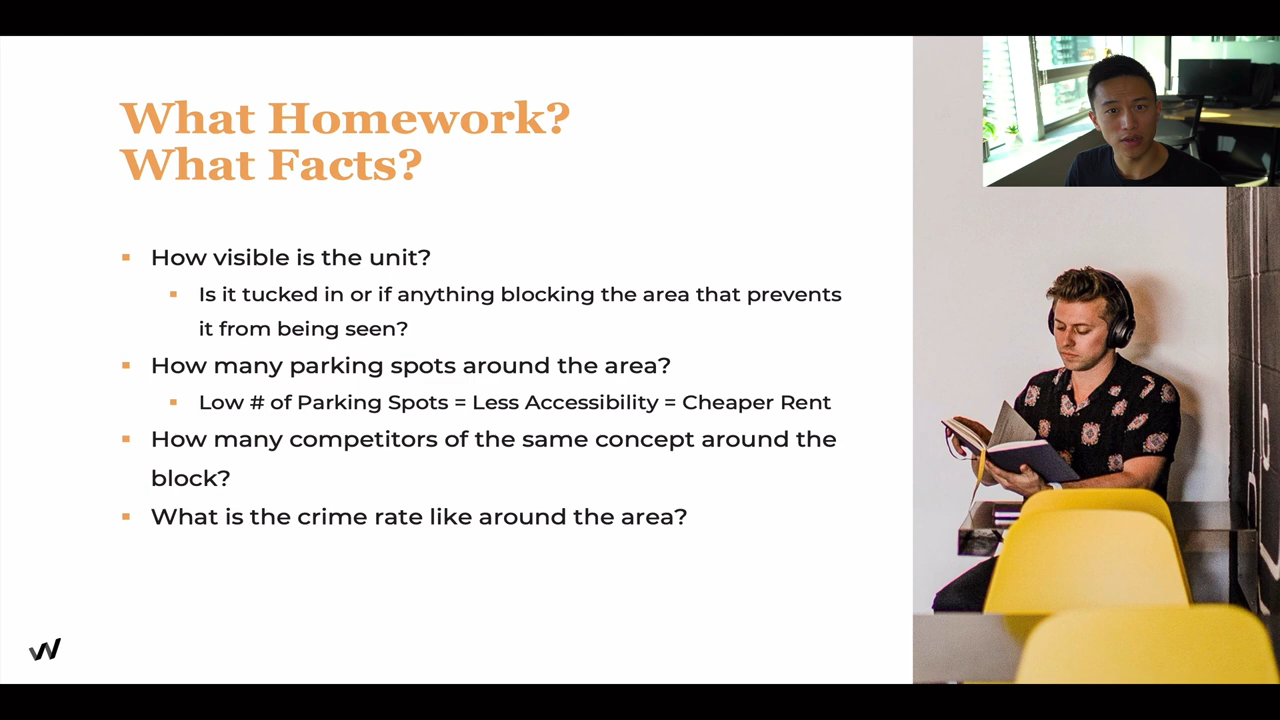 What Homework?
What Facts?
▪ How visible is the unit?
▪ Is it tucked in or if anything blocking the area that prevents
it from being seen?
▪ How many parking spots around the area?
▪ Low # of Parking Spots = Less Accessibility = Cheaper Rent
▪ How many competitors of the same concept around the
block?
▪ What is the crime rate like around the area?